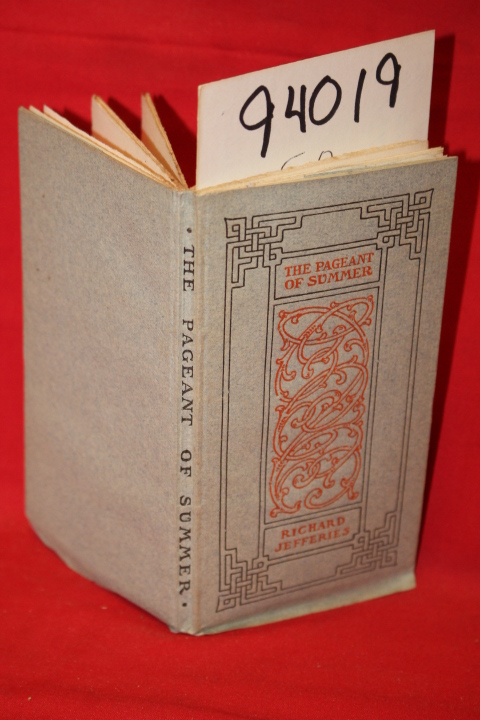 94019
THE PAGEANT
OF SUMMER
RICHARD
JEFFERIES
· THE PAGEANT OF SUMMER ·